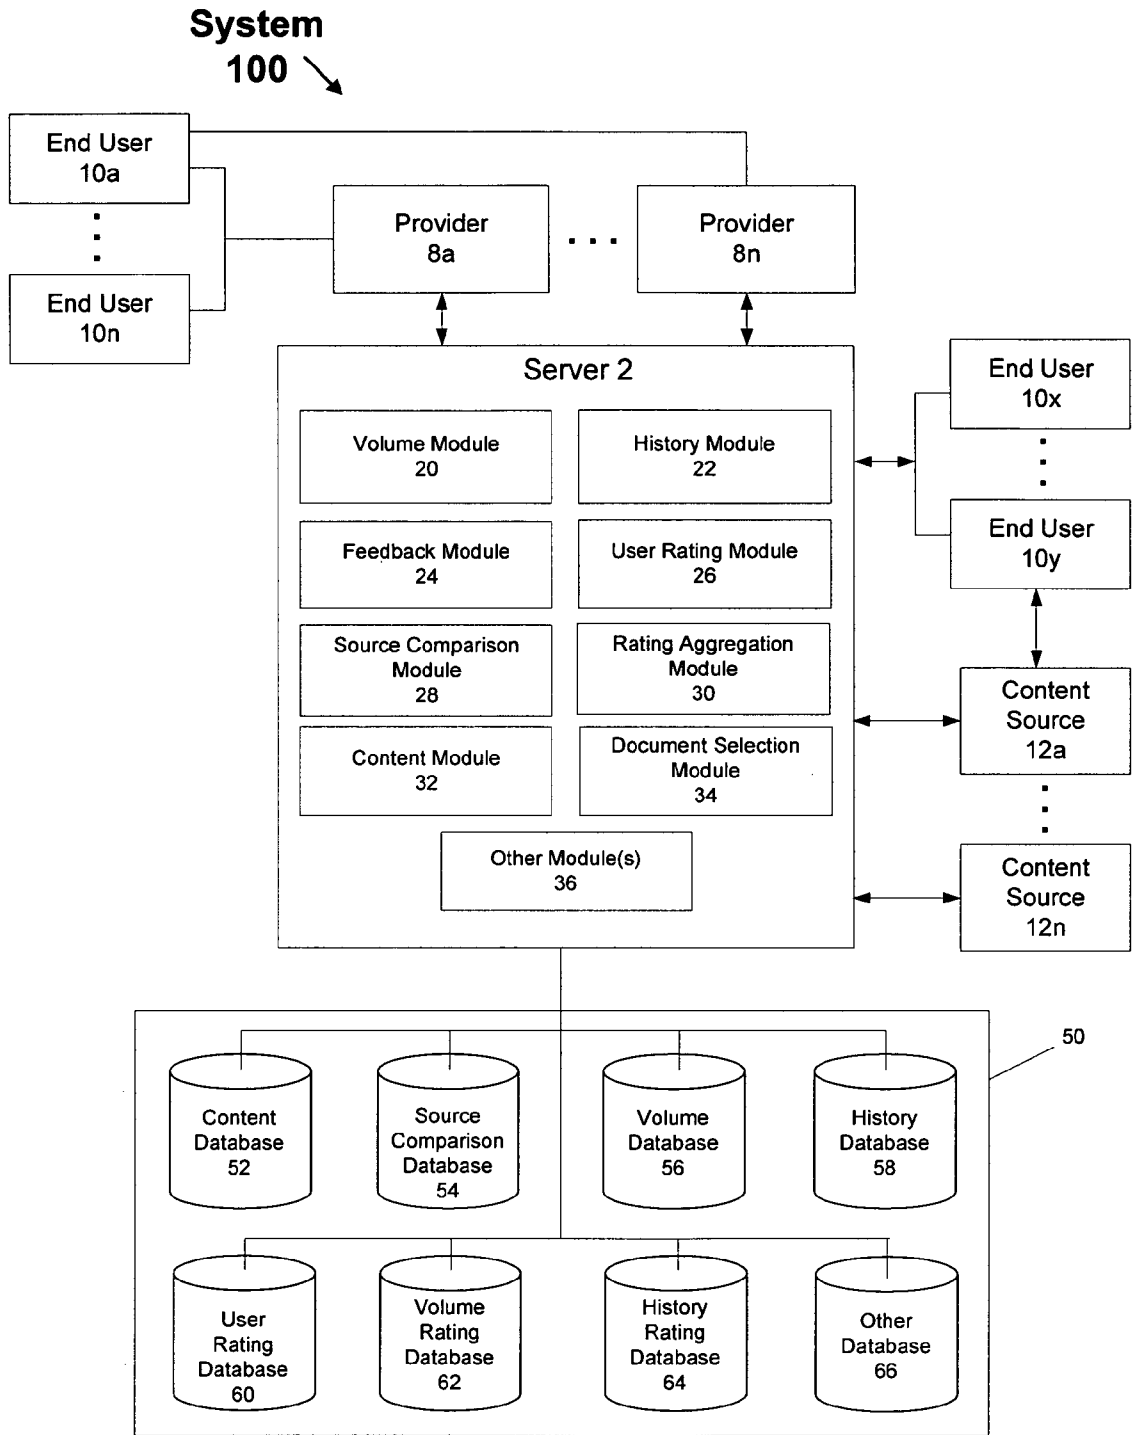 System
100
End User
10a
End User
10n
Provider
8a
Provider
8n
Server 2
Volume Module
20
History Module
22
Feedback Module
24
User Rating Module
26
Source Comparison
Module
28
Rating Aggregation
Module
30
Content Module
32
Document Selection
Module
34
Other Module(s)
36
End User
10x
End User
10y
Content
Source
12a
Content
Source
12n
50
Content
Database
52
Source
Comparison
Database
54
Volume
Database
56
History
Database
58
User
Rating
Database
60
Volume
Rating
Database
62
History
Rating
Database
64
Other
Database
66